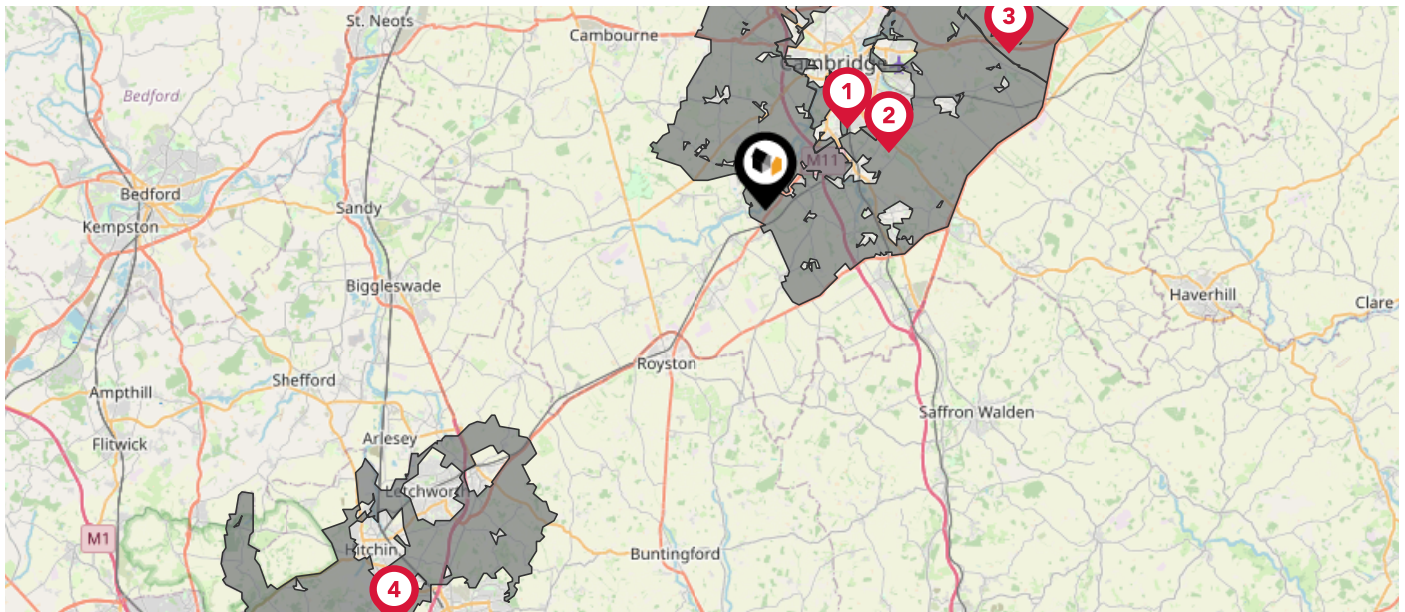 3
St. Neots
Cambourne
Cambridge
1
2
Bedford
M11
Bedford
Sandy
Kempston
Biggleswade
Haverhill
Clare
Royston
Shefford
Ampthill
Saffron Walden
Arlesey
Flitwick
Letchworth
M1
Hitchin
Buntingford
4